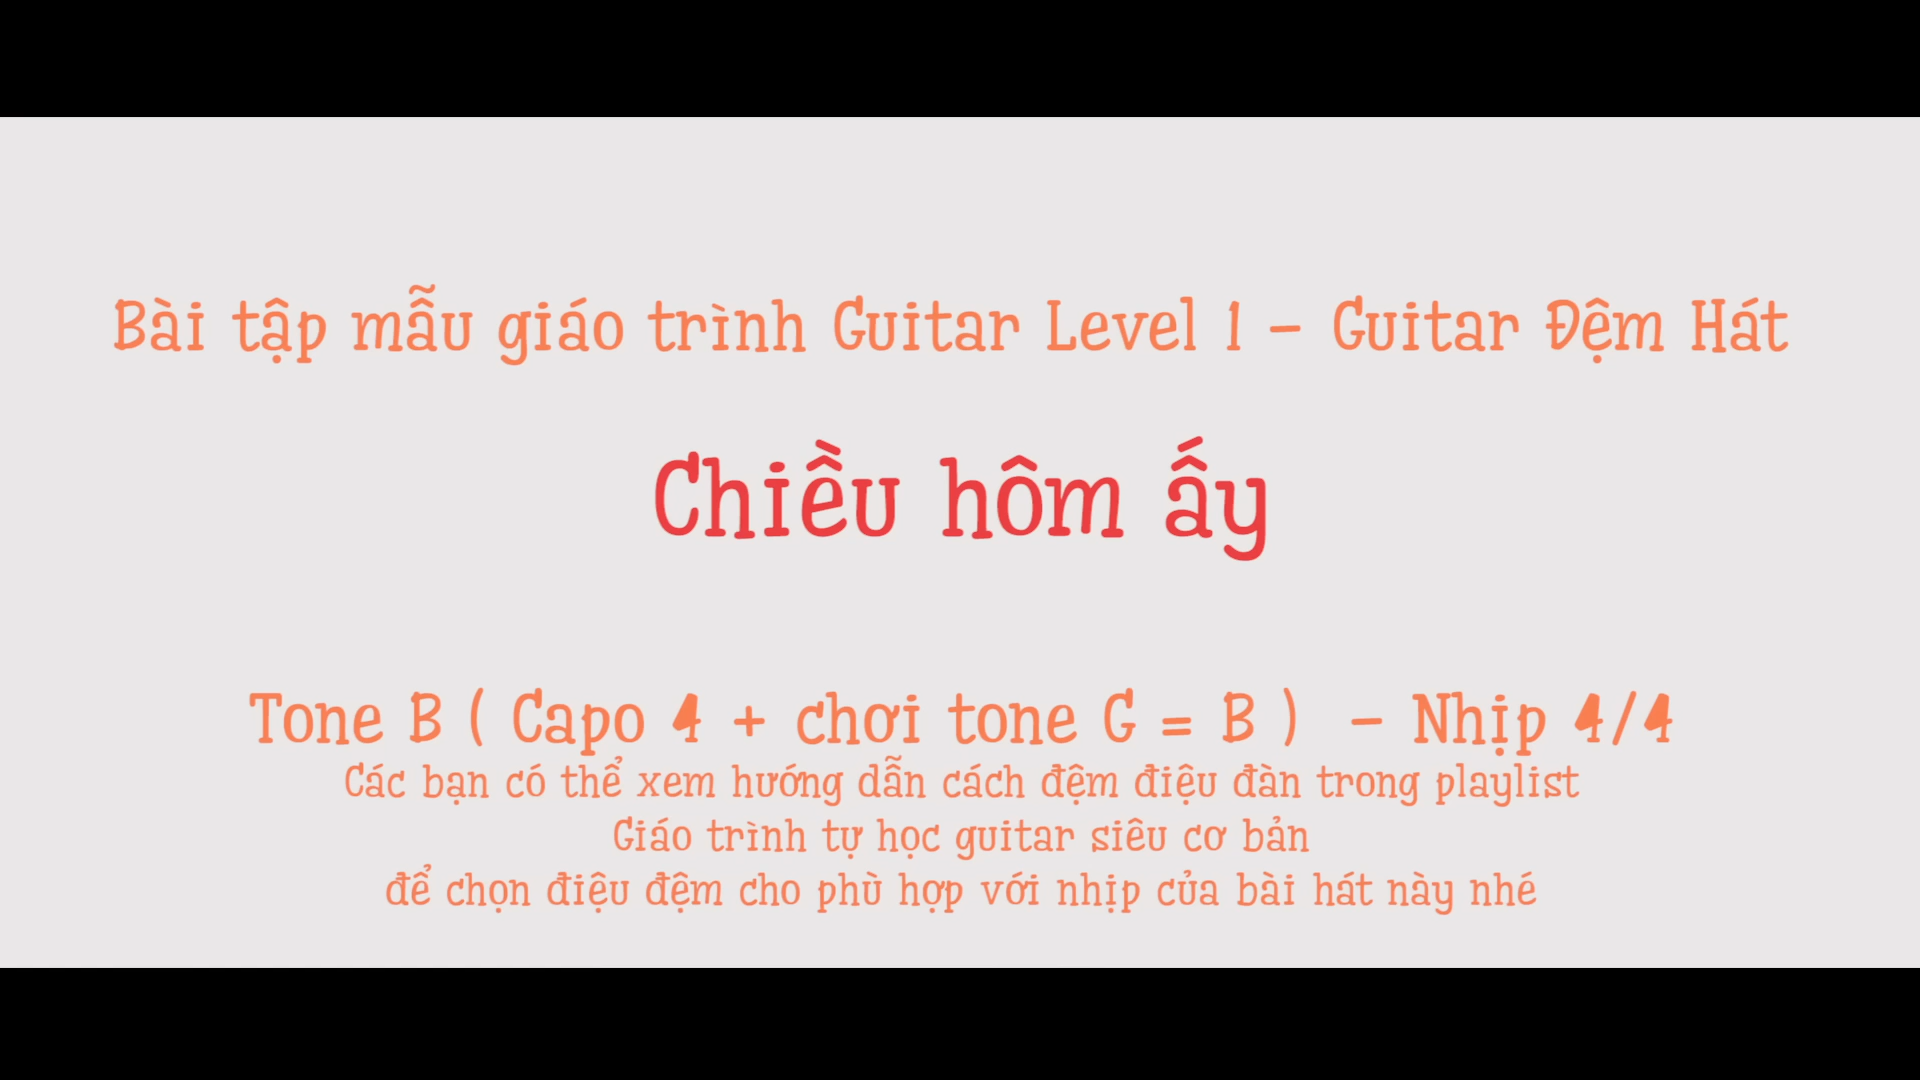 Bài tập mẫu giáo trình Guitar Level 1 - Guitar Đệm Hát
Chiều hôm ấy
Tone B ( Capo 4 + chơi tone G = B ) - Nhịp 4/4
Các bạn có thể xem hướng dẫn cách đệm điệu đàn trong playlist
Giáo trình tự học guitar siêu cơ bản
để chọn điệu đệm cho phù hợp với nhịp của bài hát này nhé